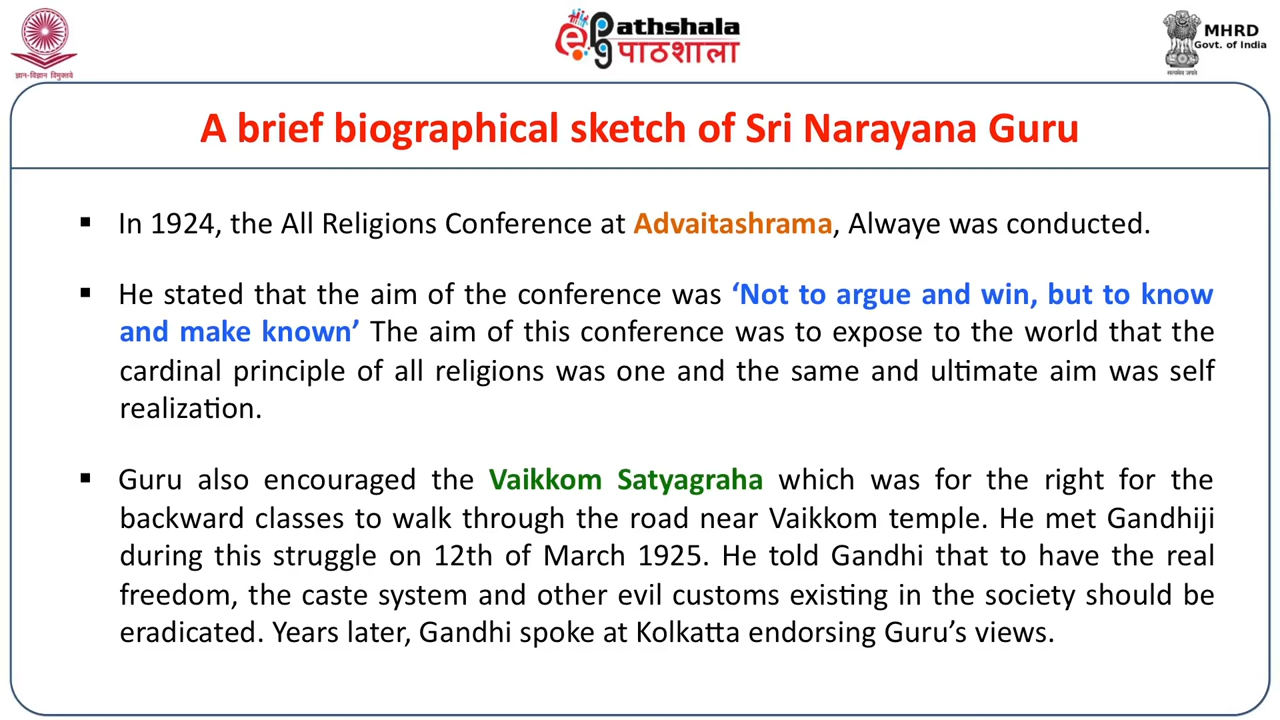 ज्ञान-विज्ञान विमुक्तये
ePathshala
पाठशाला
MHRD
Govt. of India
सत्यमेव जयते
A brief biographical sketch of Sri Narayana Guru
▪ In 1924, the All Religions Conference at Advaitashrama, Alwaye was conducted.
▪ He stated that the aim of the conference was ‘Not to argue and win, but to know
and make known’ The aim of this conference was to expose to the world that the
cardinal principle of all religions was one and the same and ultimate aim was self
realization.
▪ Guru also encouraged the Vaikkom Satyagraha which was for the right for the
backward classes to walk through the road near Vaikkom temple. He met Gandhiji
during this struggle on 12th of March 1925. He told Gandhi that to have the real
freedom, the caste system and other evil customs existing in the society should be
eradicated. Years later, Gandhi spoke at Kolkatta endorsing Guru’s views.